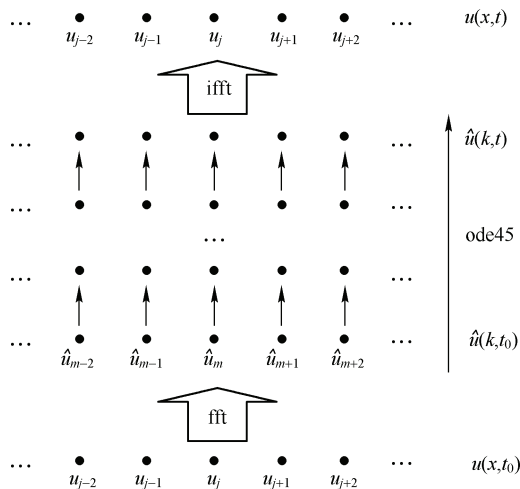 ... ... u(x,t)
u_{j−2} u_{j−1} u_j u_{j+1} u_{j+2}
ifft
... ... û(k,t)
... ...
... ode45
... ...
... ... û(k,t_0)
û_{m−2} û_{m−1} û_m û_{m+1} û_{m+2}
fft
... ... u(x,t_0)
u_{j−2} u_{j−1} u_j u_{j+1} u_{j+2}